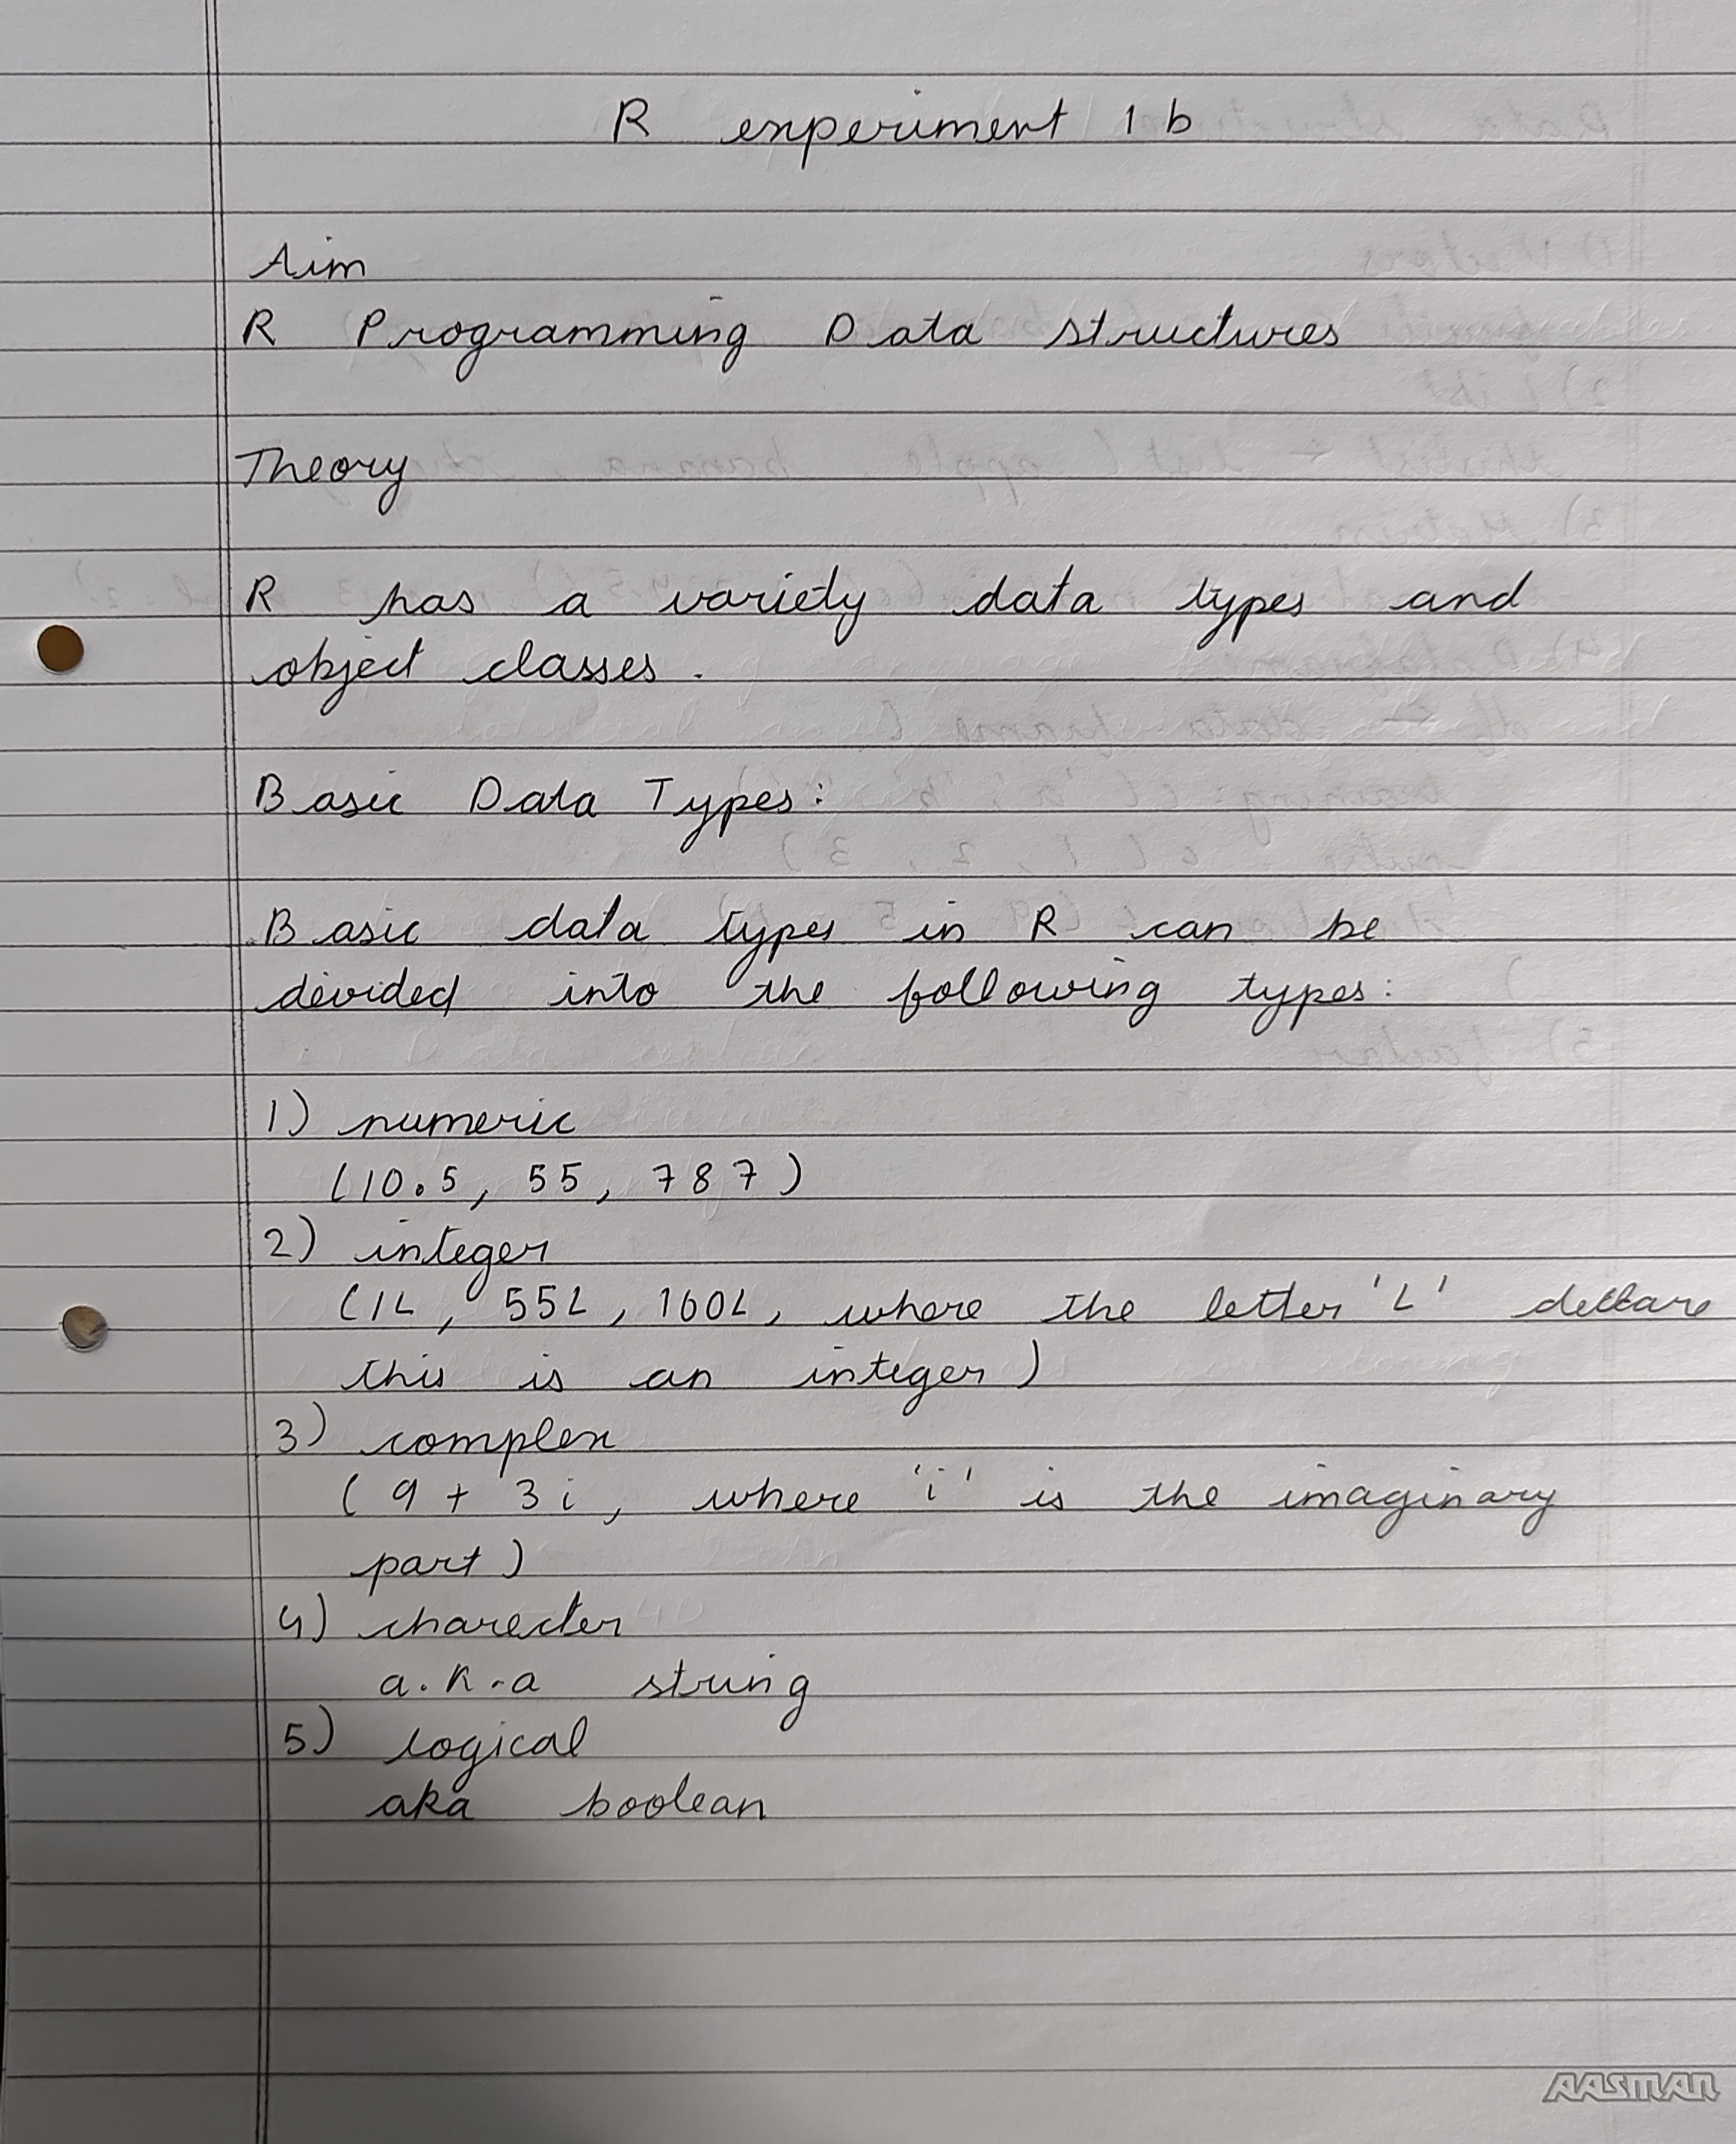 R experiment 1 b
Aim
R Programming Data structures
Theory
R has a variety data types and
object classes.
Basic Data Types:
Basic data types in R can be
devided into the following types:
1) numeric
(10.5, 55, 787)
2) integer
(1L, 55L, 160L, where the letter 'L' declare
this is an integer)
3) complex
(9 + 3i, where 'i' is the imaginary
part)
4) charecter
a.k.a string
5) logical
aka boolean
AASMAN